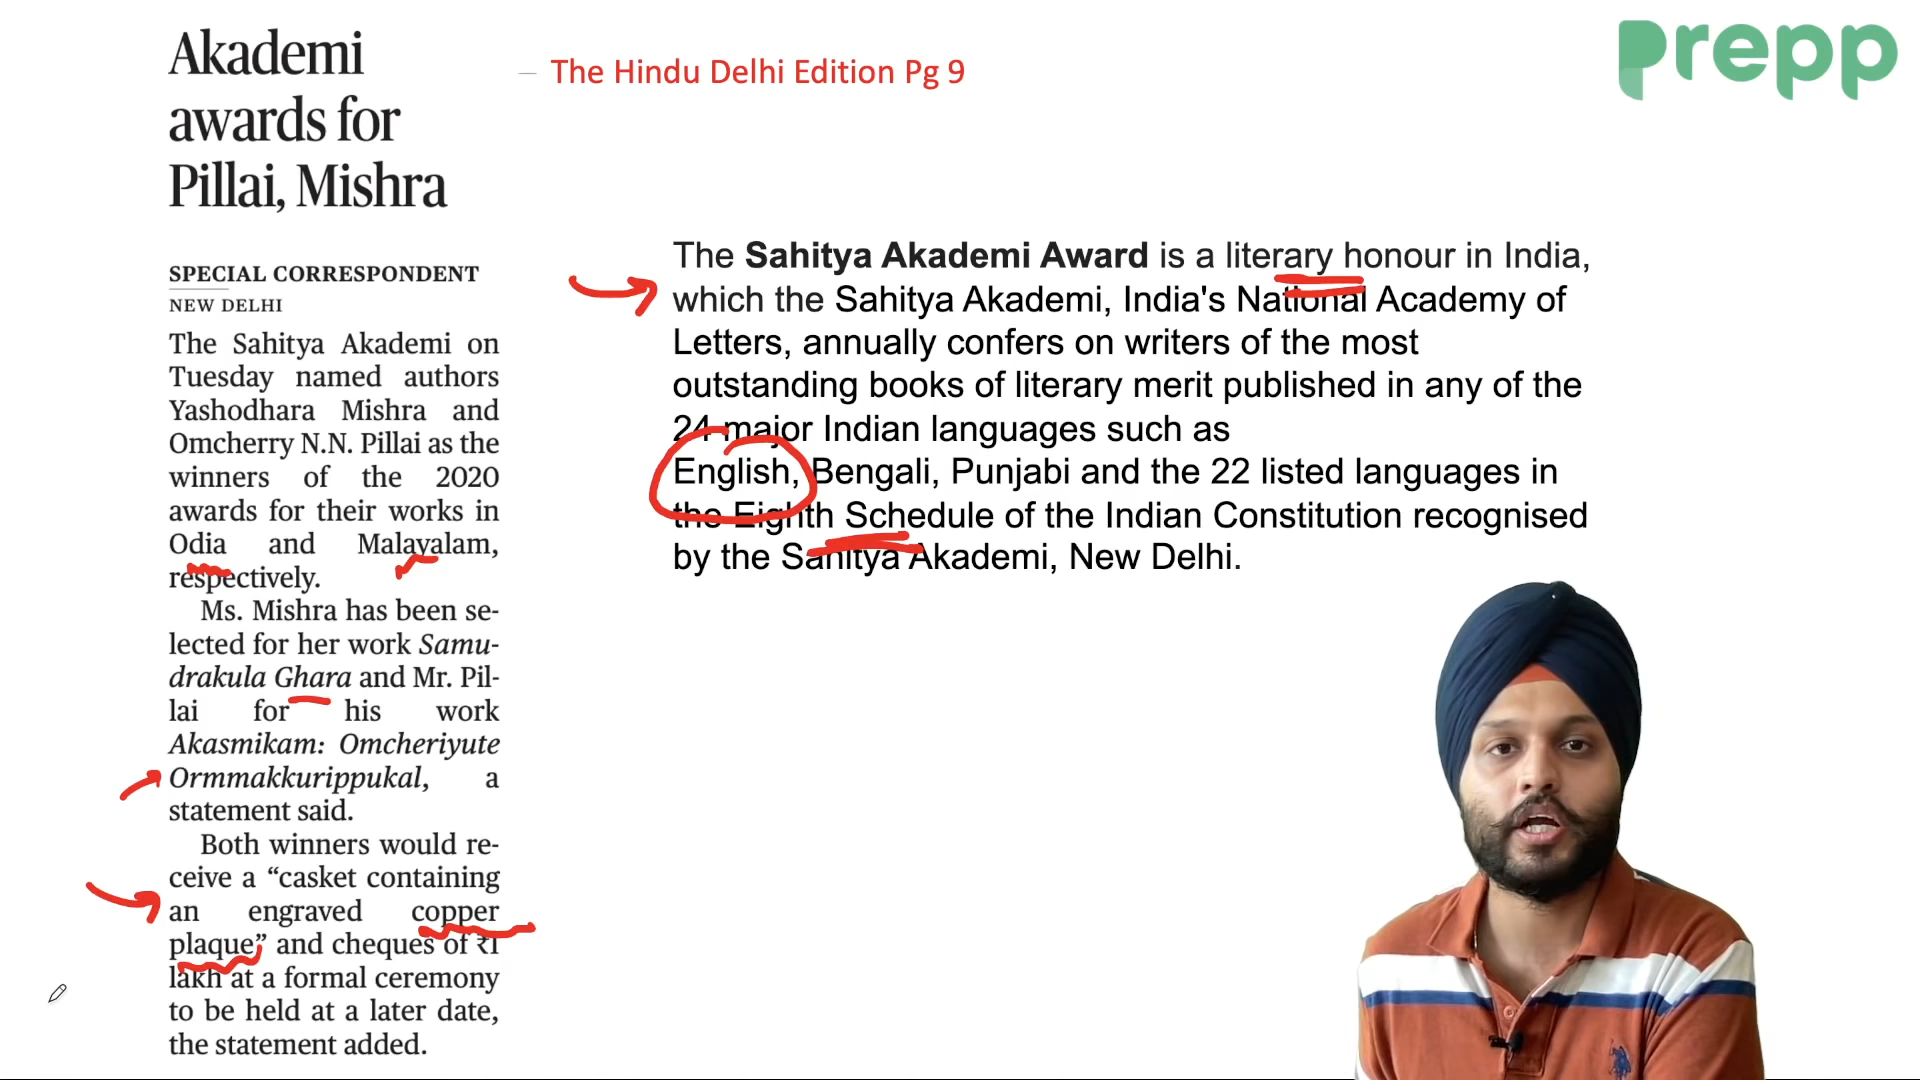 Akademi
awards for
Pillai, Mishra
SPECIAL CORRESPONDENT
NEW DELHI
The Sahitya Akademi on
Tuesday named authors
Yashodhara Mishra and
Omcherry N.N. Pillai as the
winners of the 2020
awards for their works in
Odia and Malayalam,
respectively.
Ms. Mishra has been se-
lected for her work Samu-
drakula Ghara and Mr. Pil-
lai for his work
Akasmikam: Omcheriyute
Ormmakkurippukal, a
statement said.
Both winners would re-
ceive a “casket containing
an engraved copper
plaque” and cheques of ₹1
lakh at a formal ceremony
to be held at a later date,
the statement added.
– The Hindu Delhi Edition Pg 9
prepp
The Sahitya Akademi Award is a literary honour in India,
which the Sahitya Akademi, India's National Academy of
Letters, annually confers on writers of the most
outstanding books of literary merit published in any of the
24 major Indian languages such as
English, Bengali, Punjabi and the 22 listed languages in
the Eighth Schedule of the Indian Constitution recognised
by the Sahitya Akademi, New Delhi.